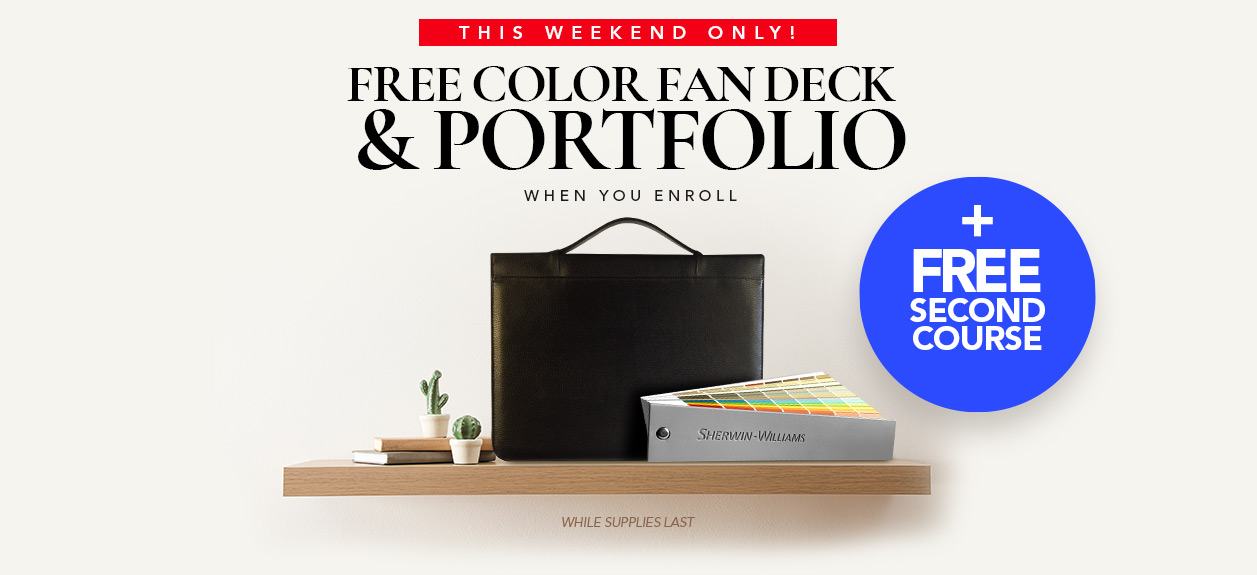 THIS WEEKEND ONLY!
FREE COLOR FAN DECK
& PORTFOLIO
WHEN YOU ENROLL
+
FREE
SECOND
COURSE
SHERWIN-WILLIAMS
WHILE SUPPLIES LAST